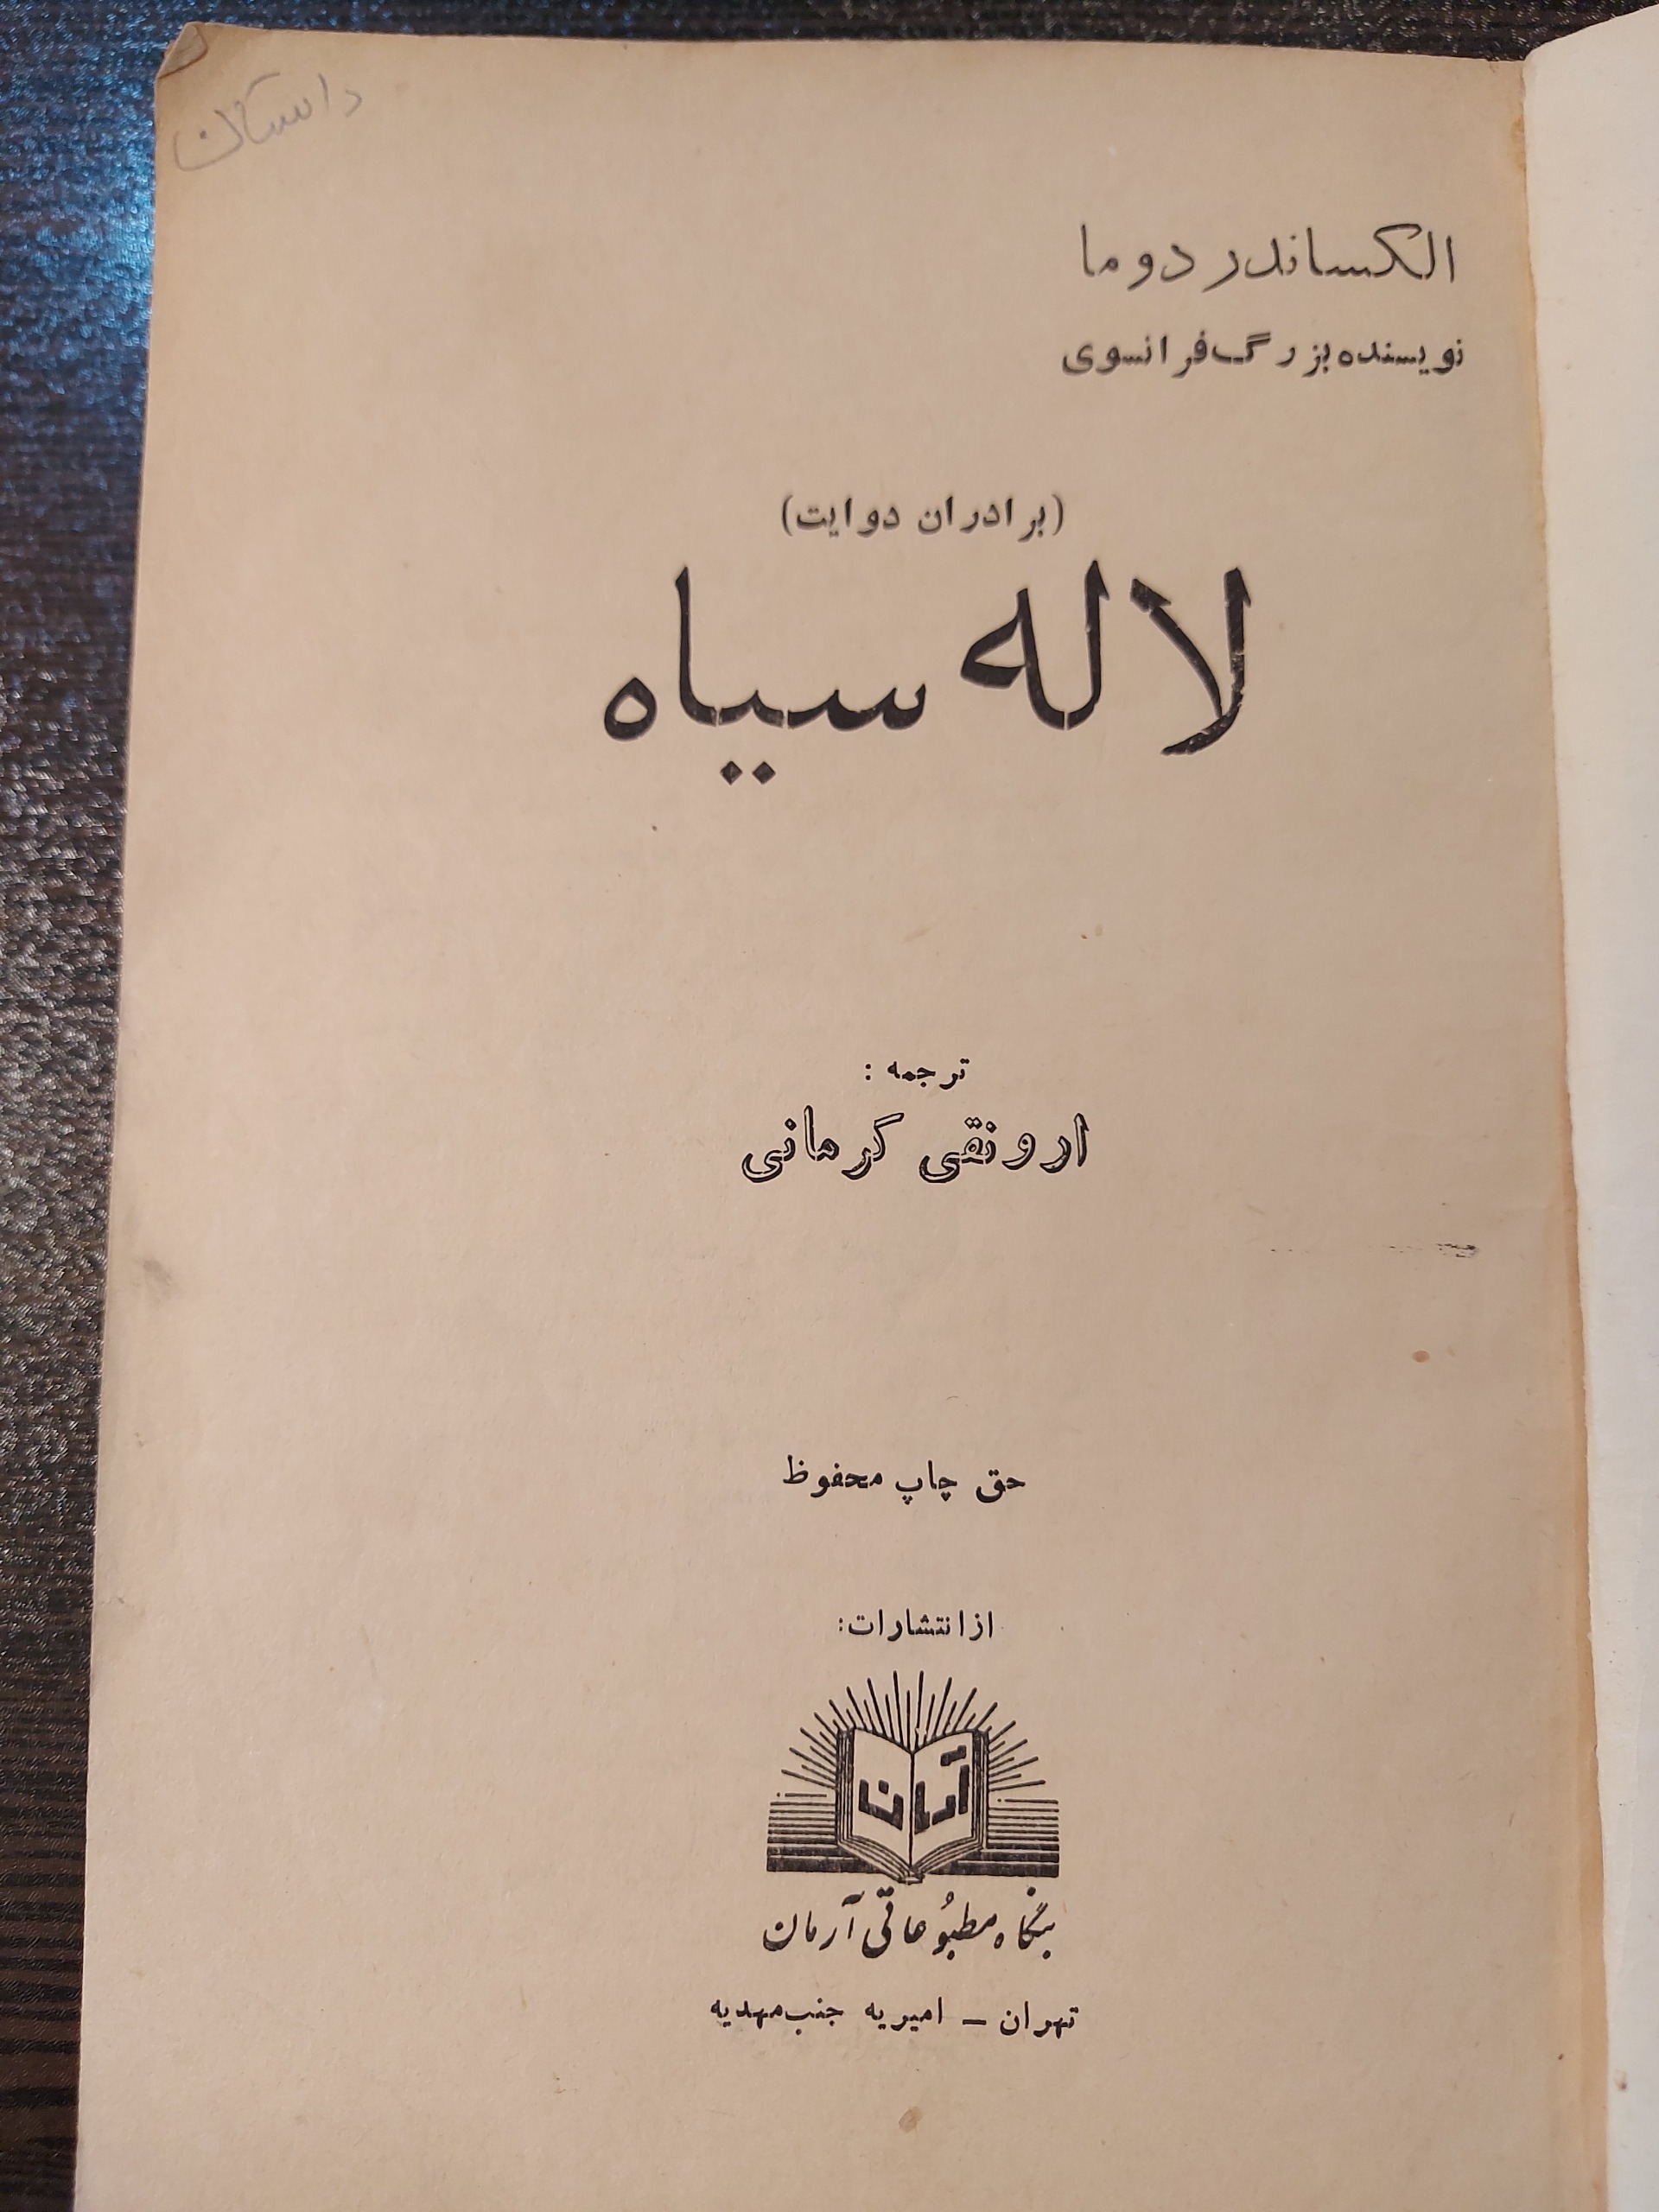 داستان
الکساندر دوما
نویسنده بزرگ فرانسوی
(برادران دوایت)
لاله سیاه
ترجمه :
ارونقی کرمانی
حق چاپ محفوظ
از انتشارات:
آرمان
بنگاه مطبوعاتی آرمان
تهران – امیریه جنب مهدیه